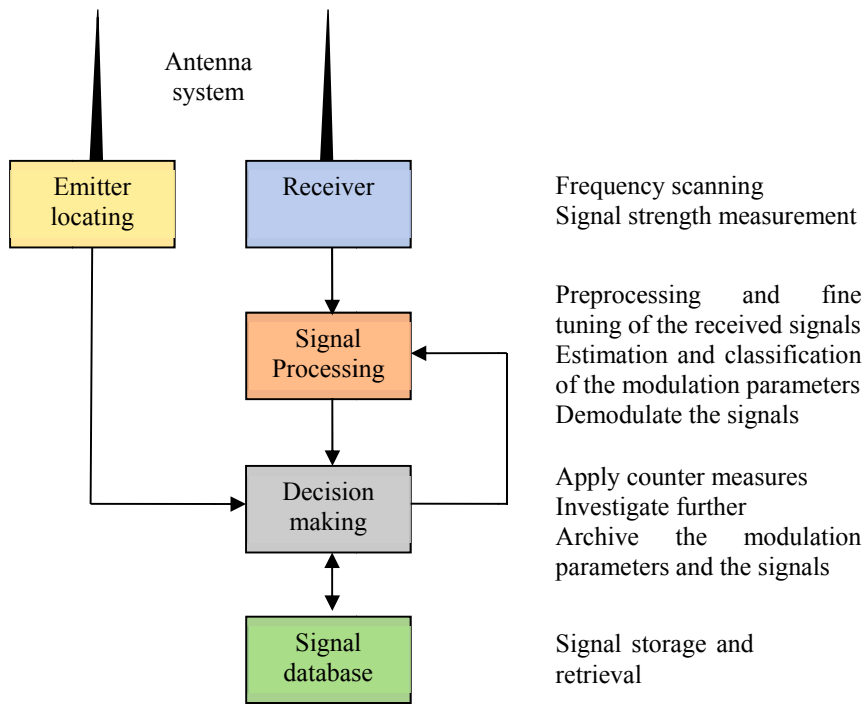 Antenna
system
Emitter
locating
Receiver
Frequency scanning
Signal strength measurement
Signal
Processing
Preprocessing and fine
tuning of the received signals
Estimation and classification
of the modulation parameters
Demodulate the signals
Decision
making
Apply counter measures
Investigate further
Archive the modulation
parameters and the signals
Signal
database
Signal storage and
retrieval